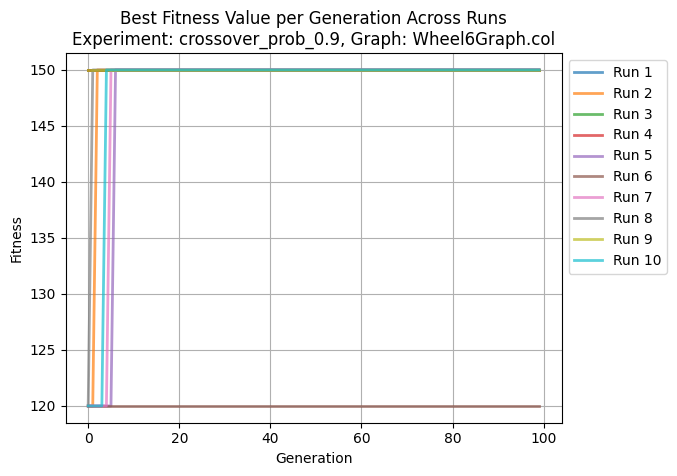 Best Fitness Value per Generation Across Runs
Experiment: crossover_prob_0.9, Graph: Wheel6Graph.col
150
145
140
135
130
125
120
Fitness
0 20 40 60 80 100
Generation
Run 1
Run 2
Run 3
Run 4
Run 5
Run 6
Run 7
Run 8
Run 9
Run 10